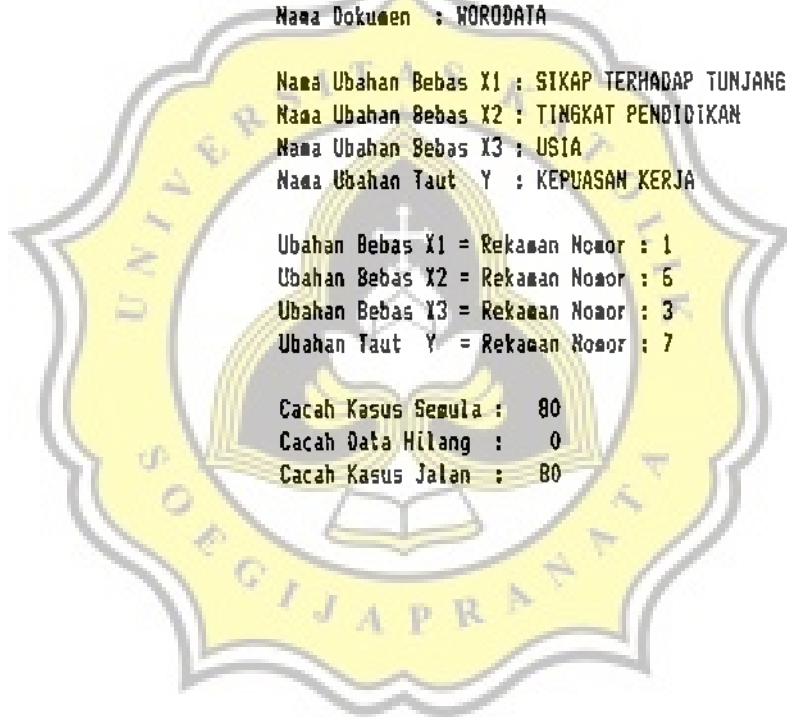 Nama Dokumen : WORODATA
Nama Ubahan Bebas X1 : SIKAP TERHADAP TUNJANG
Nama Ubahan Bebas X2 : TINGKAT PENDIDIKAN
Nama Ubahan Bebas X3 : USIA
Nama Ubahan Taut Y : KEPUASAN KERJA
Ubahan Bebas X1 = Rekaman Nomor : 1
Ubahan Bebas X2 = Rekaman Nomor : 6
Ubahan Bebas X3 = Rekaman Nomor : 3
Ubahan Taut Y = Rekaman Nomor : 7
Cacah Kasus Semula : 80
Cacah Data Hilang : 0
Cacah Kasus Jalan : 80
UNIVERSITAS KATOLIK
SOEGIJAPRANATA